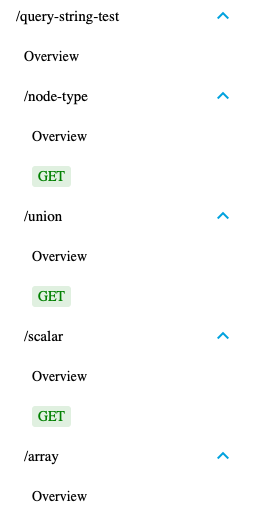 /query-string-test
Overview
/node-type
Overview
GET
/union
Overview
GET
/scalar
Overview
GET
/array
Overview